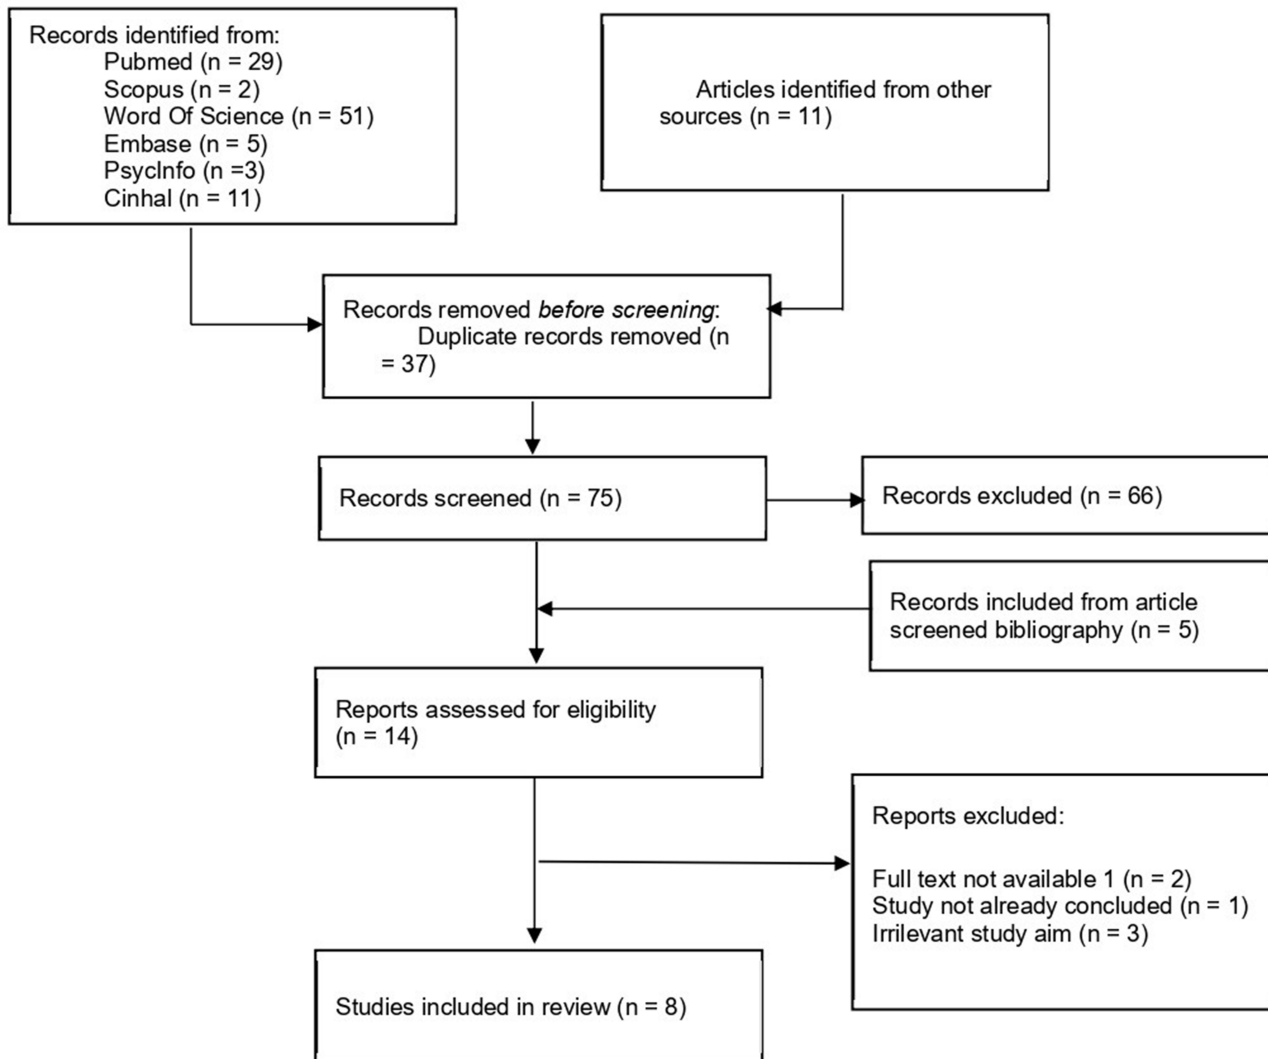 Records identified from:
Pubmed (n = 29)
Scopus (n = 2)
Word Of Science (n = 51)
Embase (n = 5)
PsycInfo (n =3)
Cinhal (n = 11)
Articles identified from other
sources (n = 11)
Records removed before screening:
Duplicate records removed (n
= 37)
Records screened (n = 75)
Records excluded (n = 66)
Records included from article
screened bibliography (n = 5)
Reports assessed for eligibility
(n = 14)
Reports excluded:
Full text not available 1 (n = 2)
Study not already concluded (n = 1)
Irrilevant study aim (n = 3)
Studies included in review (n = 8)